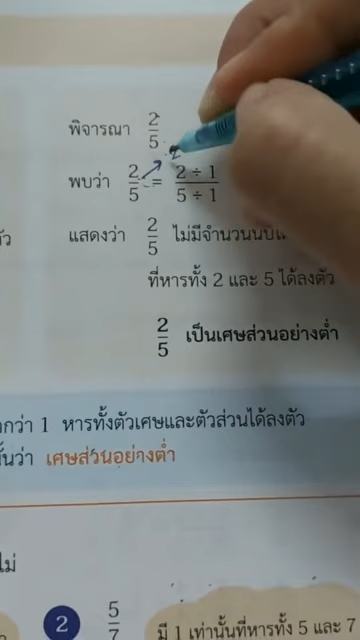 พิจารณา 2/5
พบว่า 2/5 = 2 ÷ 1 / 5 ÷ 1
แสดงว่า 2/5 ไม่มีจำนวนนับ
ที่หารทั้ง 2 และ 5 ได้ลงตัว
2/5 เป็นเศษส่วนอย่างต่ำ
กว่า 1 หารทั้งตัวเศษและตัวส่วนได้ลงตัว
นั้นว่า เศษส่วนอย่างต่ำ
ไม่
2 5/7 มี 1 เท่านั้นที่หารทั้ง 5 และ 7